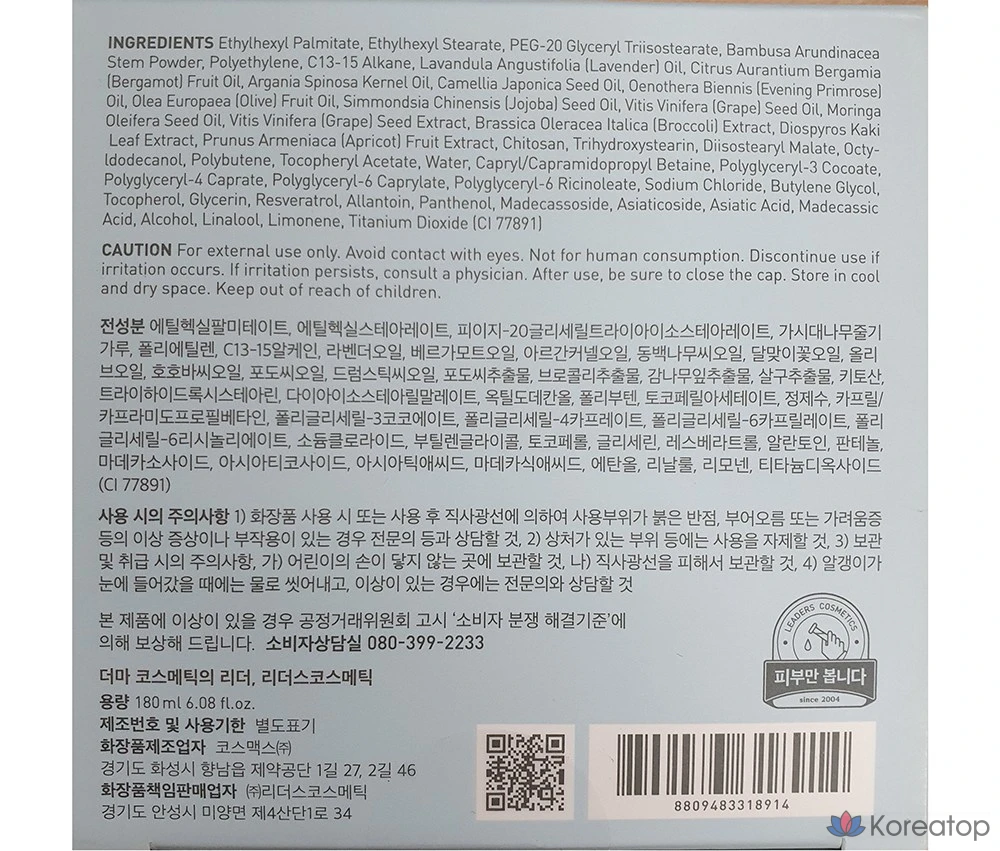 INGREDIENTS Ethylhexyl Palmitate, Ethylhexyl Stearate, PEG-20 Glyceryl Triisostearate, Bambusa Arundinacea
Stem Powder, Polyethylene, C13-15 Alkane, Lavandula Angustifolia (Lavender) Oil, Citrus Aurantium Bergamia
(Bergamot) Fruit Oil, Argania Spinosa Kernel Oil, Camellia Japonica Seed Oil, Oenothera Biennis (Evening Primrose)
Oil, Olea Europaea (Olive) Fruit Oil, Simmondsia Chinensis (Jojoba) Seed Oil, Vitis Vinifera (Grape) Seed Oil, Moringa
Oleifera Seed Oil, Vitis Vinifera (Grape) Seed Extract, Brassica Oleracea Italica (Broccoli) Extract, Diospyros Kaki
Leaf Extract, Prunus Armeniaca (Apricot) Fruit Extract, Chitosan, Trihydroxystearin, Diisostearyl Malate, Octy-
ldodecanol, Polybutene, Tocopheryl Acetate, Water, Capryl/Capramidopropyl Betaine, Polyglyceryl-3 Cocoate,
Polyglyceryl-4 Caprate, Polyglyceryl-6 Caprylate, Polyglyceryl-6 Ricinoleate, Sodium Chloride, Butylene Glycol,
Tocopherol, Glycerin, Resveratrol, Allantoin, Panthenol, Madecassoside, Asiaticoside, Asiatic Acid, Madecassic
Acid, Alcohol, Linalool, Limonene, Titanium Dioxide (CI 77891)
CAUTION For external use only. Avoid contact with eyes. Not for human consumption. Discontinue use if
irritation occurs. If irritation persists, consult a physician. After use, be sure to close the cap. Store in cool
and dry space. Keep out of reach of children.
전성분 에틸헥실팔미테이트, 에틸헥실스테아레이트, 피이지-20글리세릴트라이아이소스테아레이트, 가시대나무줄기
가루, 폴리에틸렌, C13-15알케인, 라벤더오일, 베르가모트오일, 아르간커넬오일, 동백나무씨오일, 달맞이꽃오일, 올리
브오일, 호호바씨오일, 포도씨오일, 드럼스틱씨오일, 포도씨추출물, 브로콜리추출물, 감나무잎추출물, 살구추출물, 키토산,
트라이하이드록시스테아린, 다이아이소스테아릴말레이트, 옥틸도데칸올, 폴리부텐, 토코페릴아세테이트, 정제수, 카프릴/
카프라미도프로필베타인, 폴리글리세릴-3코코에이트, 폴리글리세릴-4카프레이트, 폴리글리세릴-6카프릴레이트, 폴리
글리세릴-6리시놀리에이트, 소듐클로라이드, 부틸렌글라이콜, 토코페롤, 글리세린, 레스베라트롤, 알란토인, 판테놀,
마데카소사이드, 아시아티코사이드, 아시아틱애씨드, 마데카식애씨드, 에탄올, 리날룰, 리모넨, 티타늄디옥사이드
(CI 77891)
사용 시의 주의사항 1) 화장품 사용 시 또는 사용 후 직사광선에 의하여 사용부위가 붉은 반점, 부어오름 또는 가려움증
등의 이상 증상이나 부작용이 있는 경우 전문의 등과 상담할 것, 2) 상처가 있는 부위 등에는 사용을 자제할 것, 3) 보관
및 취급 시의 주의사항, 가) 어린이의 손이 닿지 않는 곳에 보관할 것, 나) 직사광선을 피해서 보관할 것, 4) 알갱이가
눈에 들어갔을 때에는 물로 씻어내고, 이상이 있는 경우에는 전문의와 상담할 것
본 제품에 이상이 있을 경우 공정거래위원회 고시 '소비자 분쟁 해결기준'에
의해 보상해 드립니다. 소비자상담실 080-399-2233
LEADERS COSMETICS
피부만 봅니다
since 2004
더마 코스메틱의 리더, 리더스코스메틱
용량 180ml 6.08 fl.oz.
제조번호 및 사용기한 별도표기
화장품제조업자 코스맥스㈜
경기도 화성시 향남읍 제약공단 1길 27, 2길 46
화장품책임판매업자 ㈜리더스코스메틱
경기도 안성시 미양면 제4산단1로 34
8809483318914
Koreatop